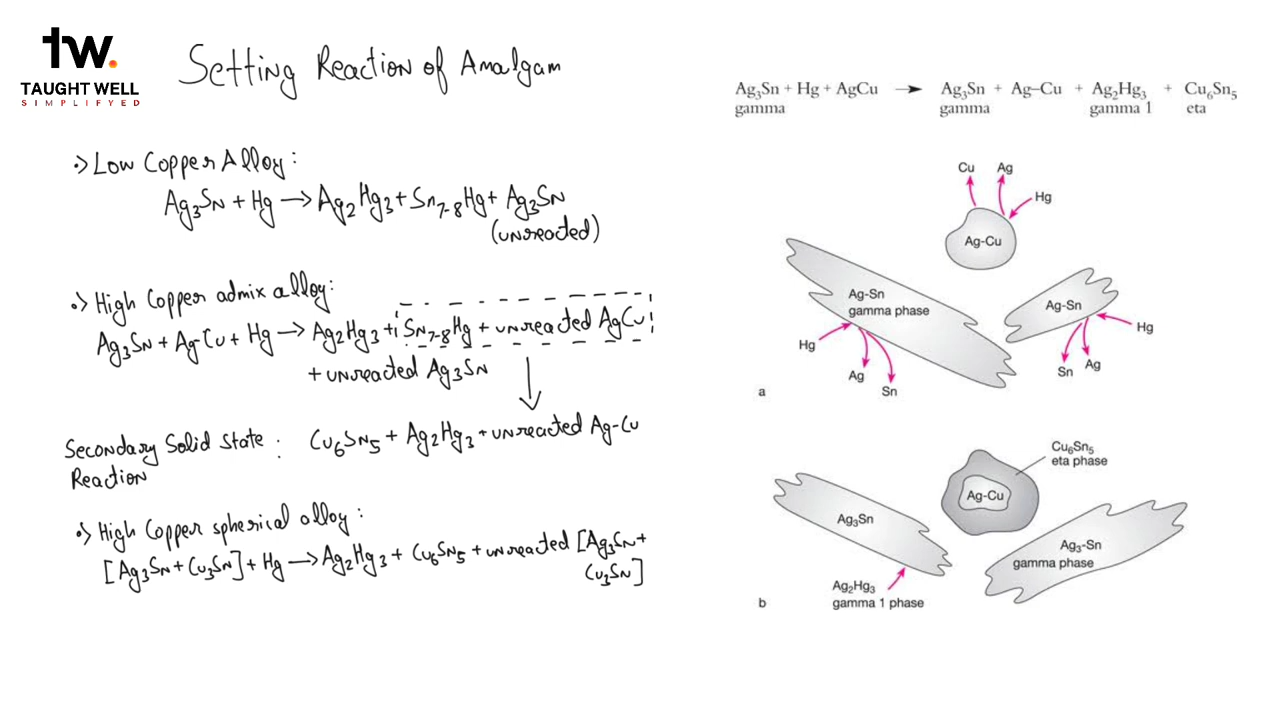 tw.
TAUGHT WELL
SIMPLIFYED
Setting Reaction of Amalgam
•> Low Copper Alloy:
Ag₃Sn + Hg → Ag₂Hg₃ + Sn₇₋₈Hg + Ag₃Sn
(unreacted)
•> High Copper admix alloy:
Ag₃Sn + Ag-Cu + Hg → Ag₂Hg₃ + Sn₇₋₈Hg + unreacted AgCu
+ unreacted Ag₃Sn
Secondary Solid State : Cu₆Sn₅ + Ag₂Hg₃ + unreacted Ag-Cu
Reaction
•> High Copper spherical alloy:
[Ag₃Sn + Cu₃Sn] + Hg → Ag₂Hg₃ + Cu₆Sn₅ + unreacted [Ag₃Sn +
Cu₃Sn]
Ag₃Sn + Hg + AgCu → Ag₃Sn + Ag–Cu + Ag₂Hg₃ + Cu₆Sn₅
gamma gamma gamma 1 eta
Cu Ag
Hg
Ag-Cu
Ag-Sn
gamma phase
Ag-Sn
Hg
Hg
Ag
Sn
Sn
Ag
a
Cu₆Sn₅
eta phase
Ag-Cu
Ag₃Sn
Ag₃-Sn
gamma phase
Ag₂Hg₃
gamma 1 phase
b